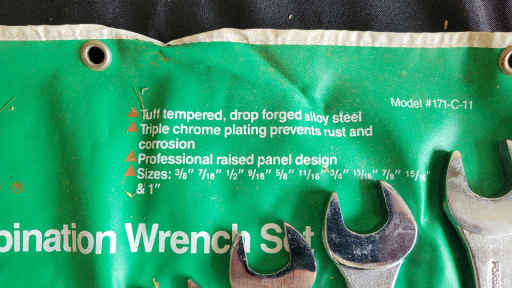 Tuff tempered, drop forged alloy steel
Model #171-C-11
Triple chrome plating prevents rust and
corrosion
Professional raised panel design
Sizes: 3/8" 7/16" 1/2" 9/16" 5/8" 11/16" 3/4" 13/16" 7/8" 15/16"
& 1"
bination Wrench Set